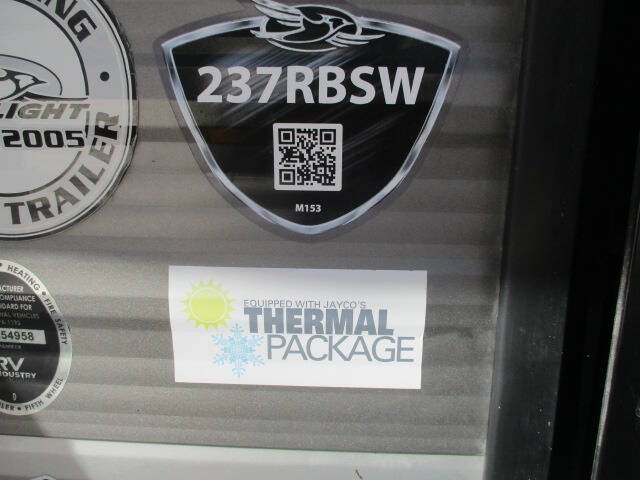 NG
LIGHT
2005
TRAILER
237RBSW
M153
EQUIPPED WITH JAYCO'S
THERMAL
PACKAGE
HEATING • FIRE SAFETY
COMPLIANCE
54958
RV
INDUSTRY
FIFTH WHEEL